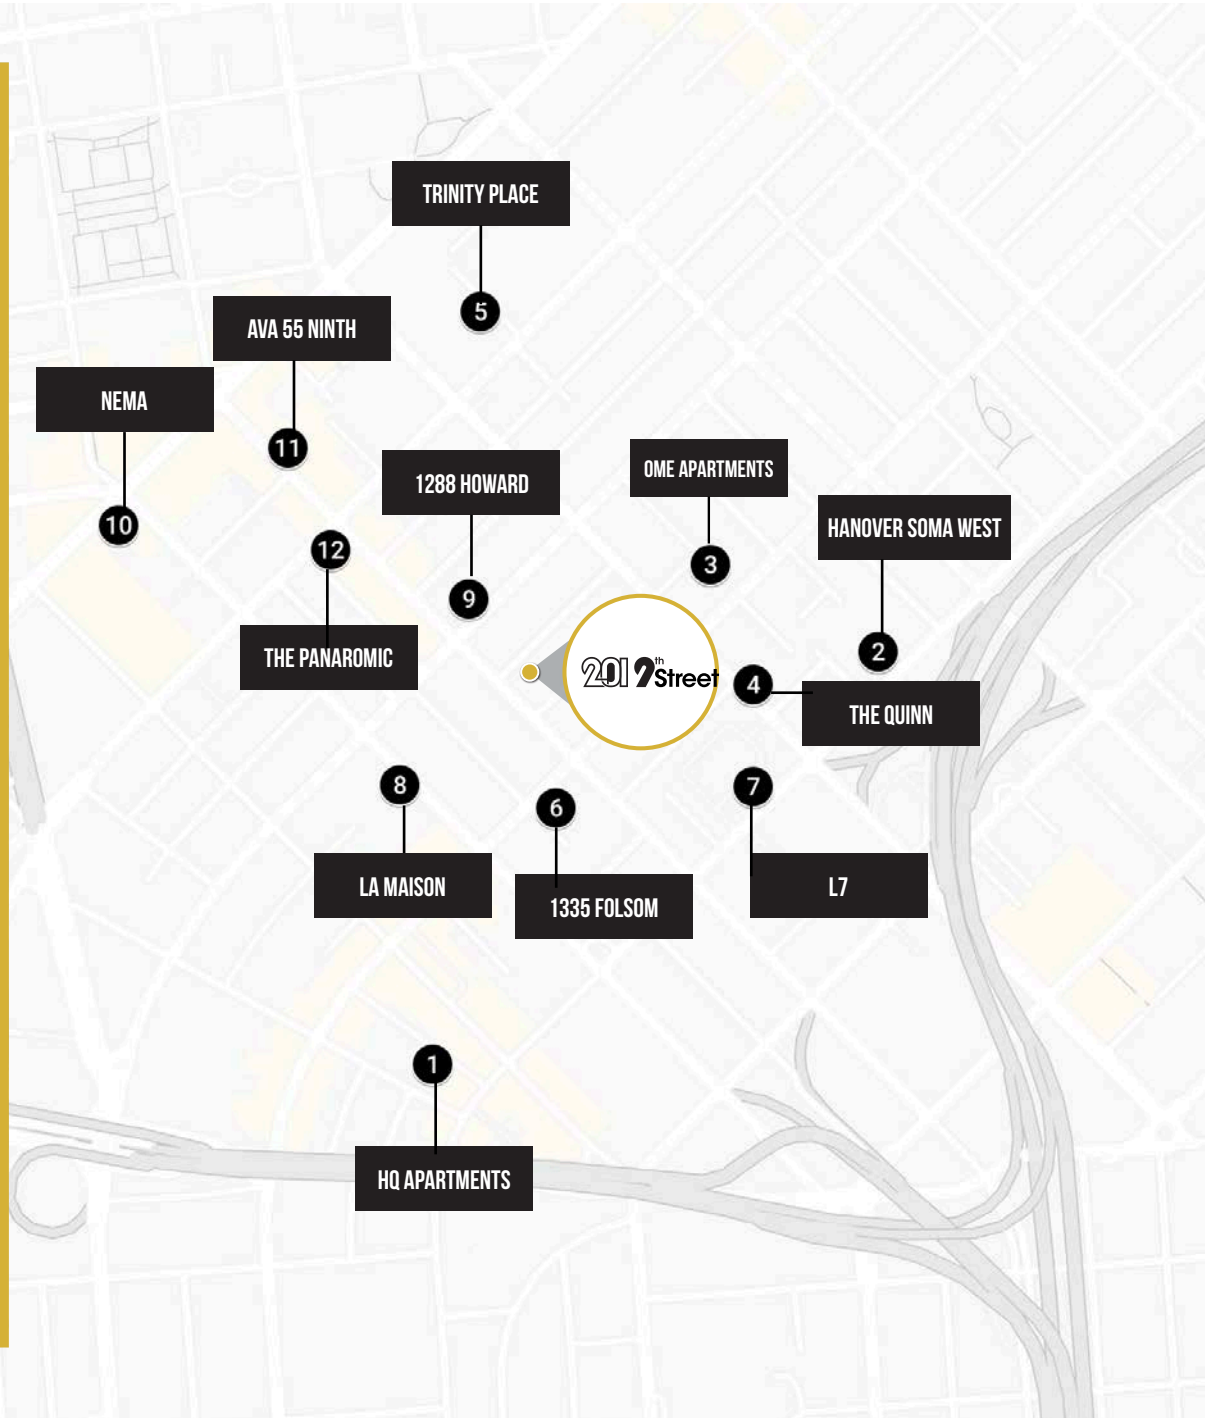 TRINITY PLACE
5
AVA 55 NINTH
NEMA
11
1288 HOWARD
OME APARTMENTS
HANOVER SOMA WEST
10
12
3
9
THE PANAROMIC
2
201 9th Street
4
THE QUINN
8
6
7
LA MAISON
1335 FOLSOM
L7
1
HQ APARTMENTS